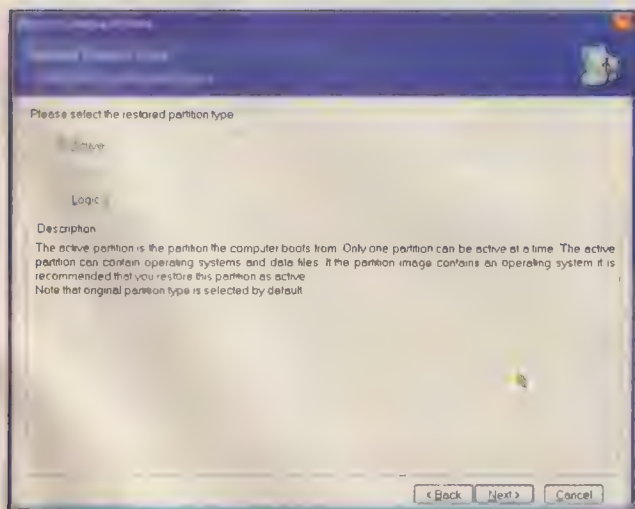 Please select the restored partition type
Active
Logical
Description
The active partition is the partition the computer boots from. Only one partition can be active at a time. The active
partition can contain operating systems and data files. If the partition image contains an operating system it is
recommended that you restore this partition as active
Note that original partition type is selected by default
< Back
Next >
Cancel